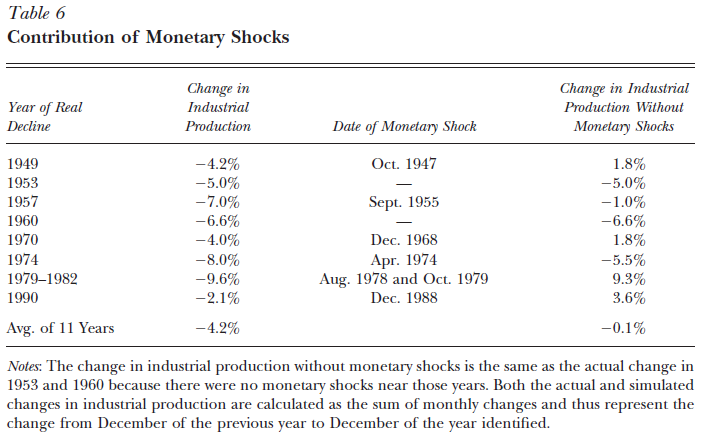 Table 6
Contribution of Monetary Shocks
Year of Real Decline Change in Industrial Production Date of Monetary Shock Change in Industrial Production Without Monetary Shocks
1949 −4.2% Oct. 1947 1.8%
1953 −5.0% — −5.0%
1957 −7.0% Sept. 1955 −1.0%
1960 −6.6% — −6.6%
1970 −4.0% Dec. 1968 1.8%
1974 −8.0% Apr. 1974 −5.5%
1979–1982 −9.6% Aug. 1978 and Oct. 1979 9.3%
1990 −2.1% Dec. 1988 3.6%
Avg. of 11 Years −4.2% −0.1%
Notes: The change in industrial production without monetary shocks is the same as the actual change in
1953 and 1960 because there were no monetary shocks near those years. Both the actual and simulated
changes in industrial production are calculated as the sum of monthly changes and thus represent the
change from December of the previous year to December of the year identified.